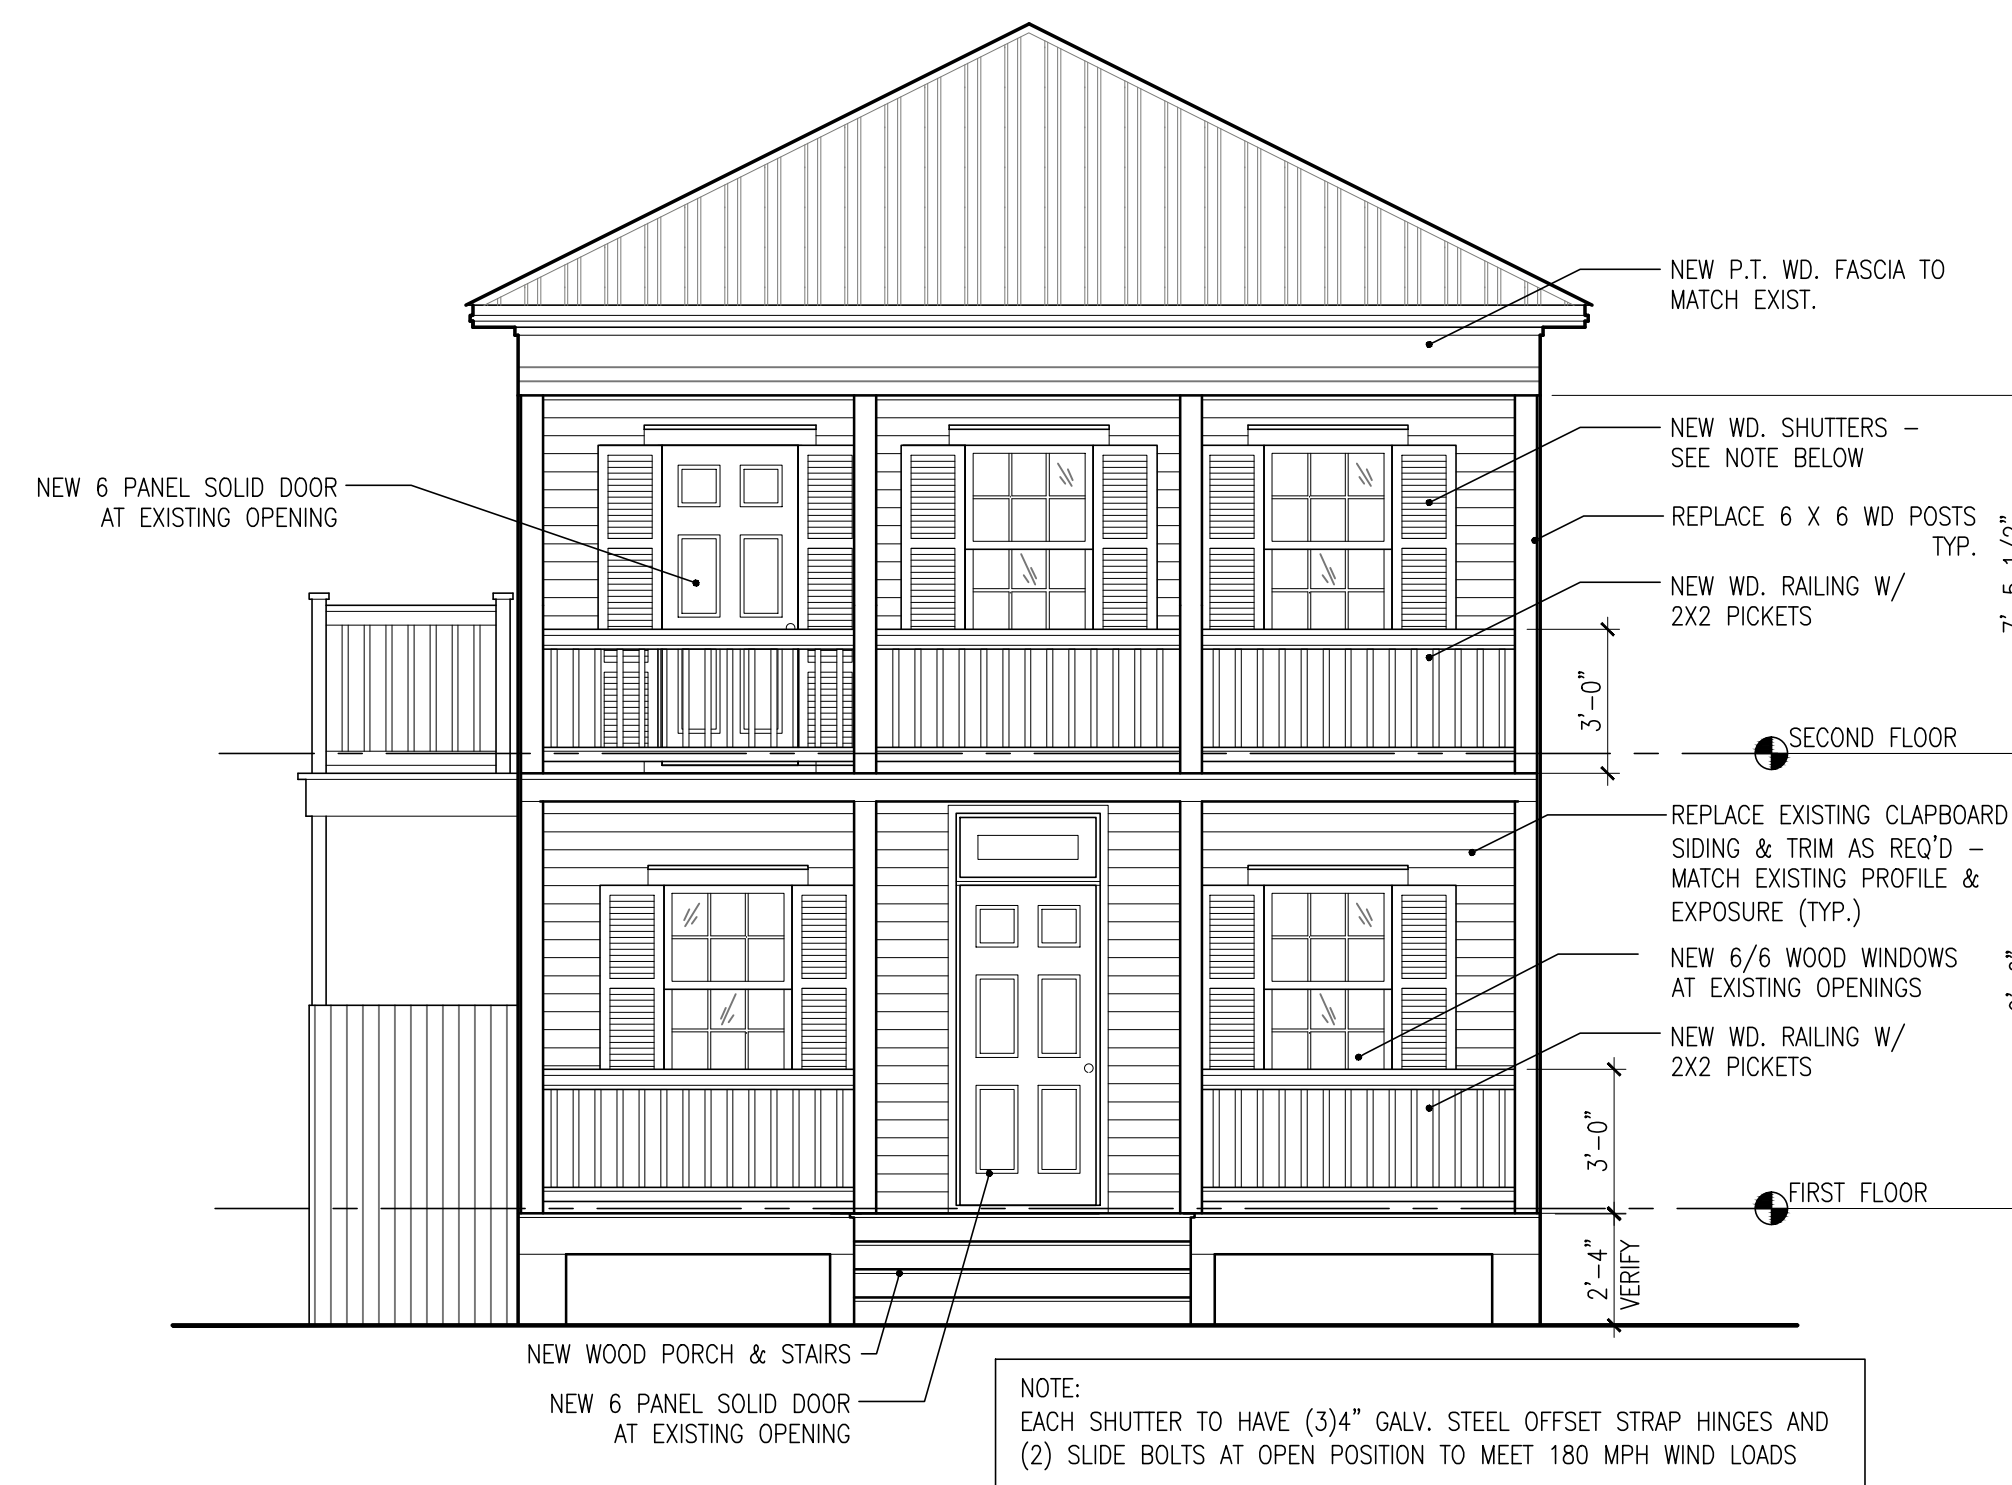 NEW P.T. WD. FASCIA TO
MATCH EXIST.
NEW WD. SHUTTERS –
SEE NOTE BELOW
NEW 6 PANEL SOLID DOOR
AT EXISTING OPENING
REPLACE 6 X 6 WD POSTS
TYP.
NEW WD. RAILING W/
2X2 PICKETS
3'-0"
SECOND FLOOR
REPLACE EXISTING CLAPBOARD
SIDING & TRIM AS REQ'D –
MATCH EXISTING PROFILE &
EXPOSURE (TYP.)
NEW 6/6 WOOD WINDOWS
AT EXISTING OPENINGS
NEW WD. RAILING W/
2X2 PICKETS
3'-0"
FIRST FLOOR
2'-4"
VERIFY
NEW WOOD PORCH & STAIRS
NEW 6 PANEL SOLID DOOR
AT EXISTING OPENING
NOTE:
EACH SHUTTER TO HAVE (3)4" GALV. STEEL OFFSET STRAP HINGES AND
(2) SLIDE BOLTS AT OPEN POSITION TO MEET 180 MPH WIND LOADS